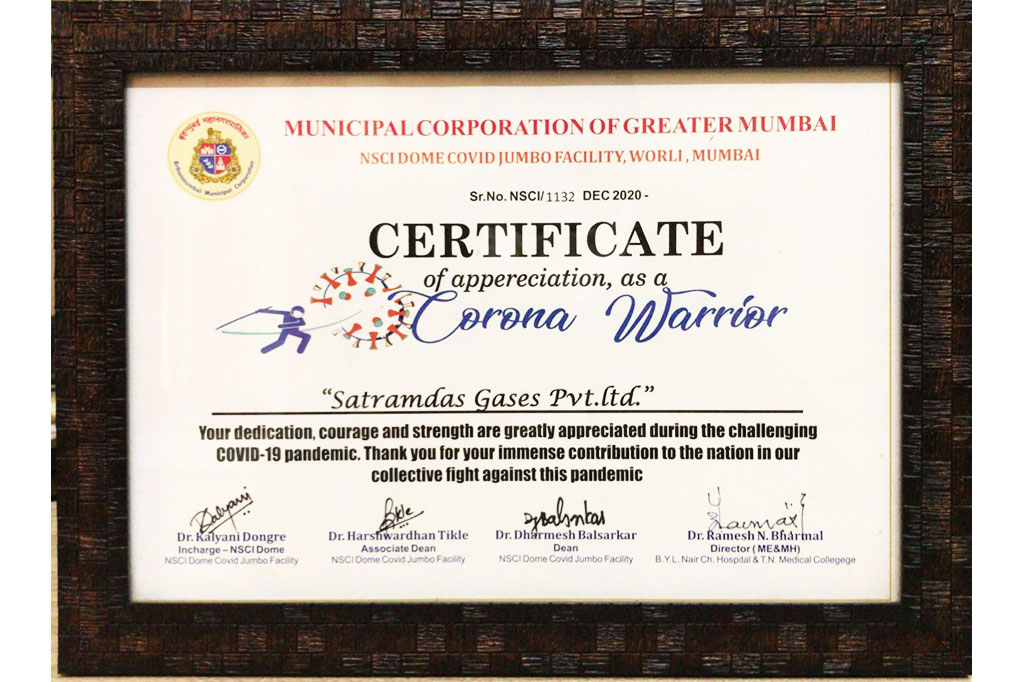 बृहन्मुंबई महानगरपालिका
Brihanmumbai Municipal Corporation
MUNICIPAL CORPORATION OF GREATER MUMBAI
NSCI DOME COVID JUMBO FACILITY, WORLI , MUMBAI
Sr.No. NSCI/1132 DEC 2020 -
CERTIFICATE
of appereciation, as a
Corona Warrior
“Satramdas Gases Pvt.ltd.”
Your dedication, courage and strength are greatly appreciated during the challenging
COVID-19 pandemic. Thank you for your immense contribution to the nation in our
collective fight against this pandemic
Dr. Kalyani Dongre Dr. Harshwardhan Tikle Dr. Dharmesh Balsarkar Dr. Ramesh N. Bharmal
Incharge – NSCI Dome Associate Dean Dean Director ( ME&MH)
NSCI Dome Covid Jumbo Facility NSCI Dome Covid Jumbo Facility NSCI Dome Covid Jumbo Facility B.Y.L. Nair Ch. Hospital & T.N. Medical Collegege